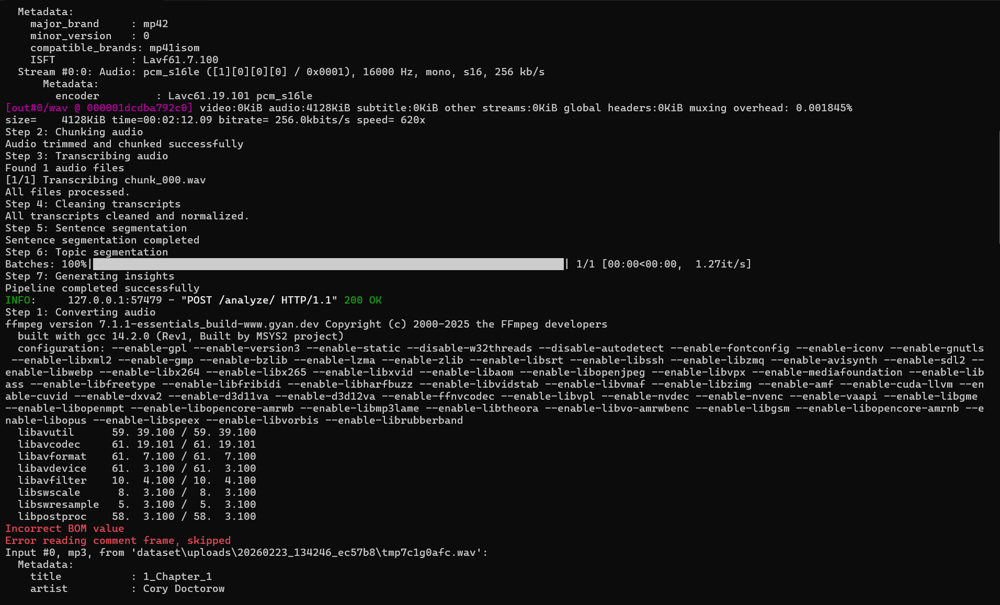 Metadata:
    major_brand     : mp42
    minor_version   : 0
    compatible_brands: mp41isom
    ISFT            : Lavf61.7.100
  Stream #0:0: Audio: pcm_s16le ([1][0][0][0] / 0x0001), 16000 Hz, mono, s16, 256 kb/s
      Metadata:
        encoder         : Lavc61.19.101 pcm_s16le
[out#0/wav @ 000001dcdba792c0] video:0KiB audio:4128KiB subtitle:0KiB other streams:0KiB global headers:0KiB muxing overhead: 0.001845%
size=    4128KiB time=00:02:12.09 bitrate= 256.0kbits/s speed= 620x
Step 2: Chunking audio
Audio trimmed and chunked successfully
Step 3: Transcribing audio
Found 1 audio files
[1/1] Transcribing chunk_000.wav
All files processed.
Step 4: Cleaning transcripts
All transcripts cleaned and normalized.
Step 5: Sentence segmentation
Sentence segmentation completed
Step 6: Topic segmentation
Batches: 100%| | 1/1 [00:00<00:00,  1.27it/s]
Step 7: Generating insights
Pipeline completed successfully
INFO:     127.0.0.1:57479 - "POST /analyze/ HTTP/1.1" 200 OK
Step 1: Converting audio
ffmpeg version 7.1.1-essentials_build-www.gyan.dev Copyright (c) 2000-2025 the FFmpeg developers
  built with gcc 14.2.0 (Rev1, Built by MSYS2 project)
  configuration: --enable-gpl --enable-version3 --enable-static --disable-w32threads --disable-autodetect --enable-fontconfig --enable-iconv --enable-gnutls
 --enable-libxml2 --enable-gmp --enable-bzlib --enable-lzma --enable-zlib --enable-libsrt --enable-libssh --enable-libzmq --enable-avisynth --enable-sdl2 --
enable-libwebp --enable-libx264 --enable-libx265 --enable-libxvid --enable-libaom --enable-libopenjpeg --enable-libvpx --enable-mediafoundation --enable-lib
ass --enable-libfreetype --enable-libfribidi --enable-libharfbuzz --enable-libvidstab --enable-libvmaf --enable-libzimg --enable-amf --enable-cuda-llvm --en
able-cuvid --enable-dxva2 --enable-d3d11va --enable-d3d12va --enable-ffnvcodec --enable-libvpl --enable-nvdec --enable-nvenc --enable-vaapi --enable-libgme
--enable-libopenmpt --enable-libopencore-amrwb --enable-libmp3lame --enable-libtheora --enable-libvo-amrwbenc --enable-libgsm --enable-libopencore-amrnb --e
nable-libopus --enable-libspeex --enable-libvorbis --enable-librubberband
  libavutil      59. 39.100 / 59. 39.100
  libavcodec     61. 19.101 / 61. 19.101
  libavformat    61.  7.100 / 61.  7.100
  libavdevice    61.  3.100 / 61.  3.100
  libavfilter    10.  4.100 / 10.  4.100
  libswscale      8.  3.100 /  8.  3.100
  libswresample   5.  3.100 /  5.  3.100
  libpostproc    58.  3.100 / 58.  3.100
Incorrect BOM value
Error reading comment frame, skipped
Input #0, mp3, from 'dataset\uploads\20260223_134246_ec57b8\tmp7c1g0afc.wav':
  Metadata:
    title           : 1_Chapter_1
    artist          : Cory Doctorow